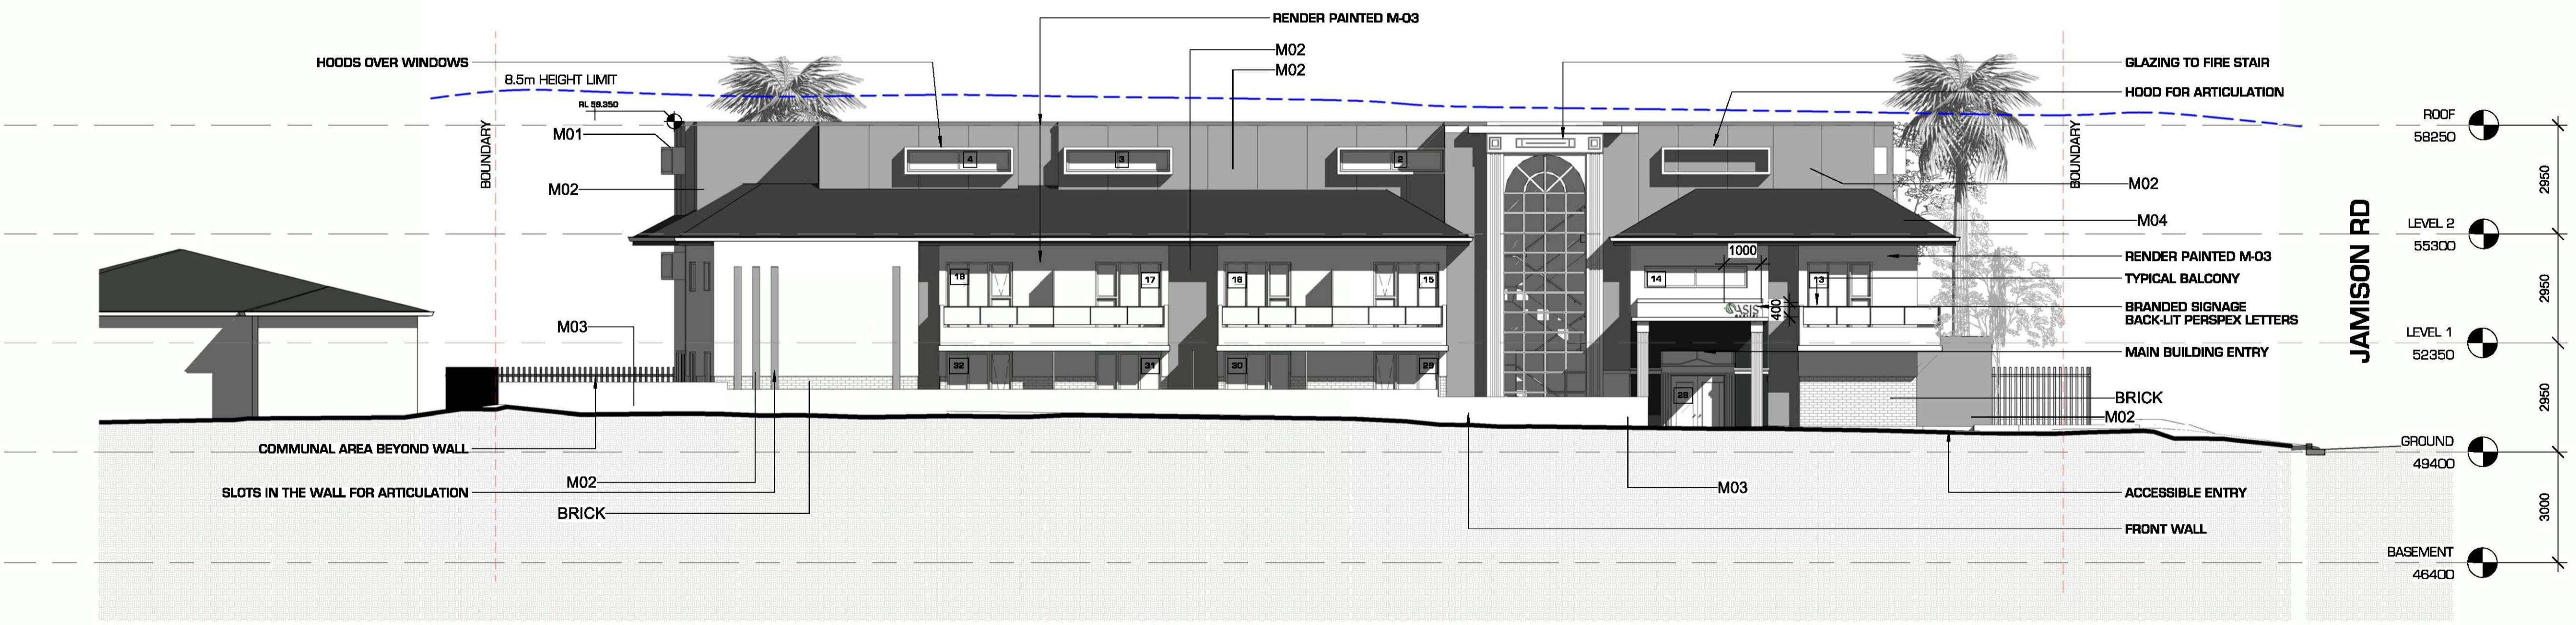 RENDER PAINTED M-03
M02
M02
HOODS OVER WINDOWS
8.5m HEIGHT LIMIT
RL 58.350
M01
BOUNDARY
M02
GLAZING TO FIRE STAIR
HOOD FOR ARTICULATION
BOUNDARY
M02
M04
RENDER PAINTED M-03
TYPICAL BALCONY
BRANDED SIGNAGE
BACK-LIT PERSPEX LETTERS
MAIN BUILDING ENTRY
BRICK
M02
4
3
2
1000
18
17
16
15
14
13
400
M03
32
31
30
29
28
COMMUNAL AREA BEYOND WALL
M02
SLOTS IN THE WALL FOR ARTICULATION
BRICK
M03
ACCESSIBLE ENTRY
FRONT WALL
JAMISON RD
ROOF
58250
2950
LEVEL 2
55300
2950
LEVEL 1
52350
2950
GROUND
49400
3000
BASEMENT
46400